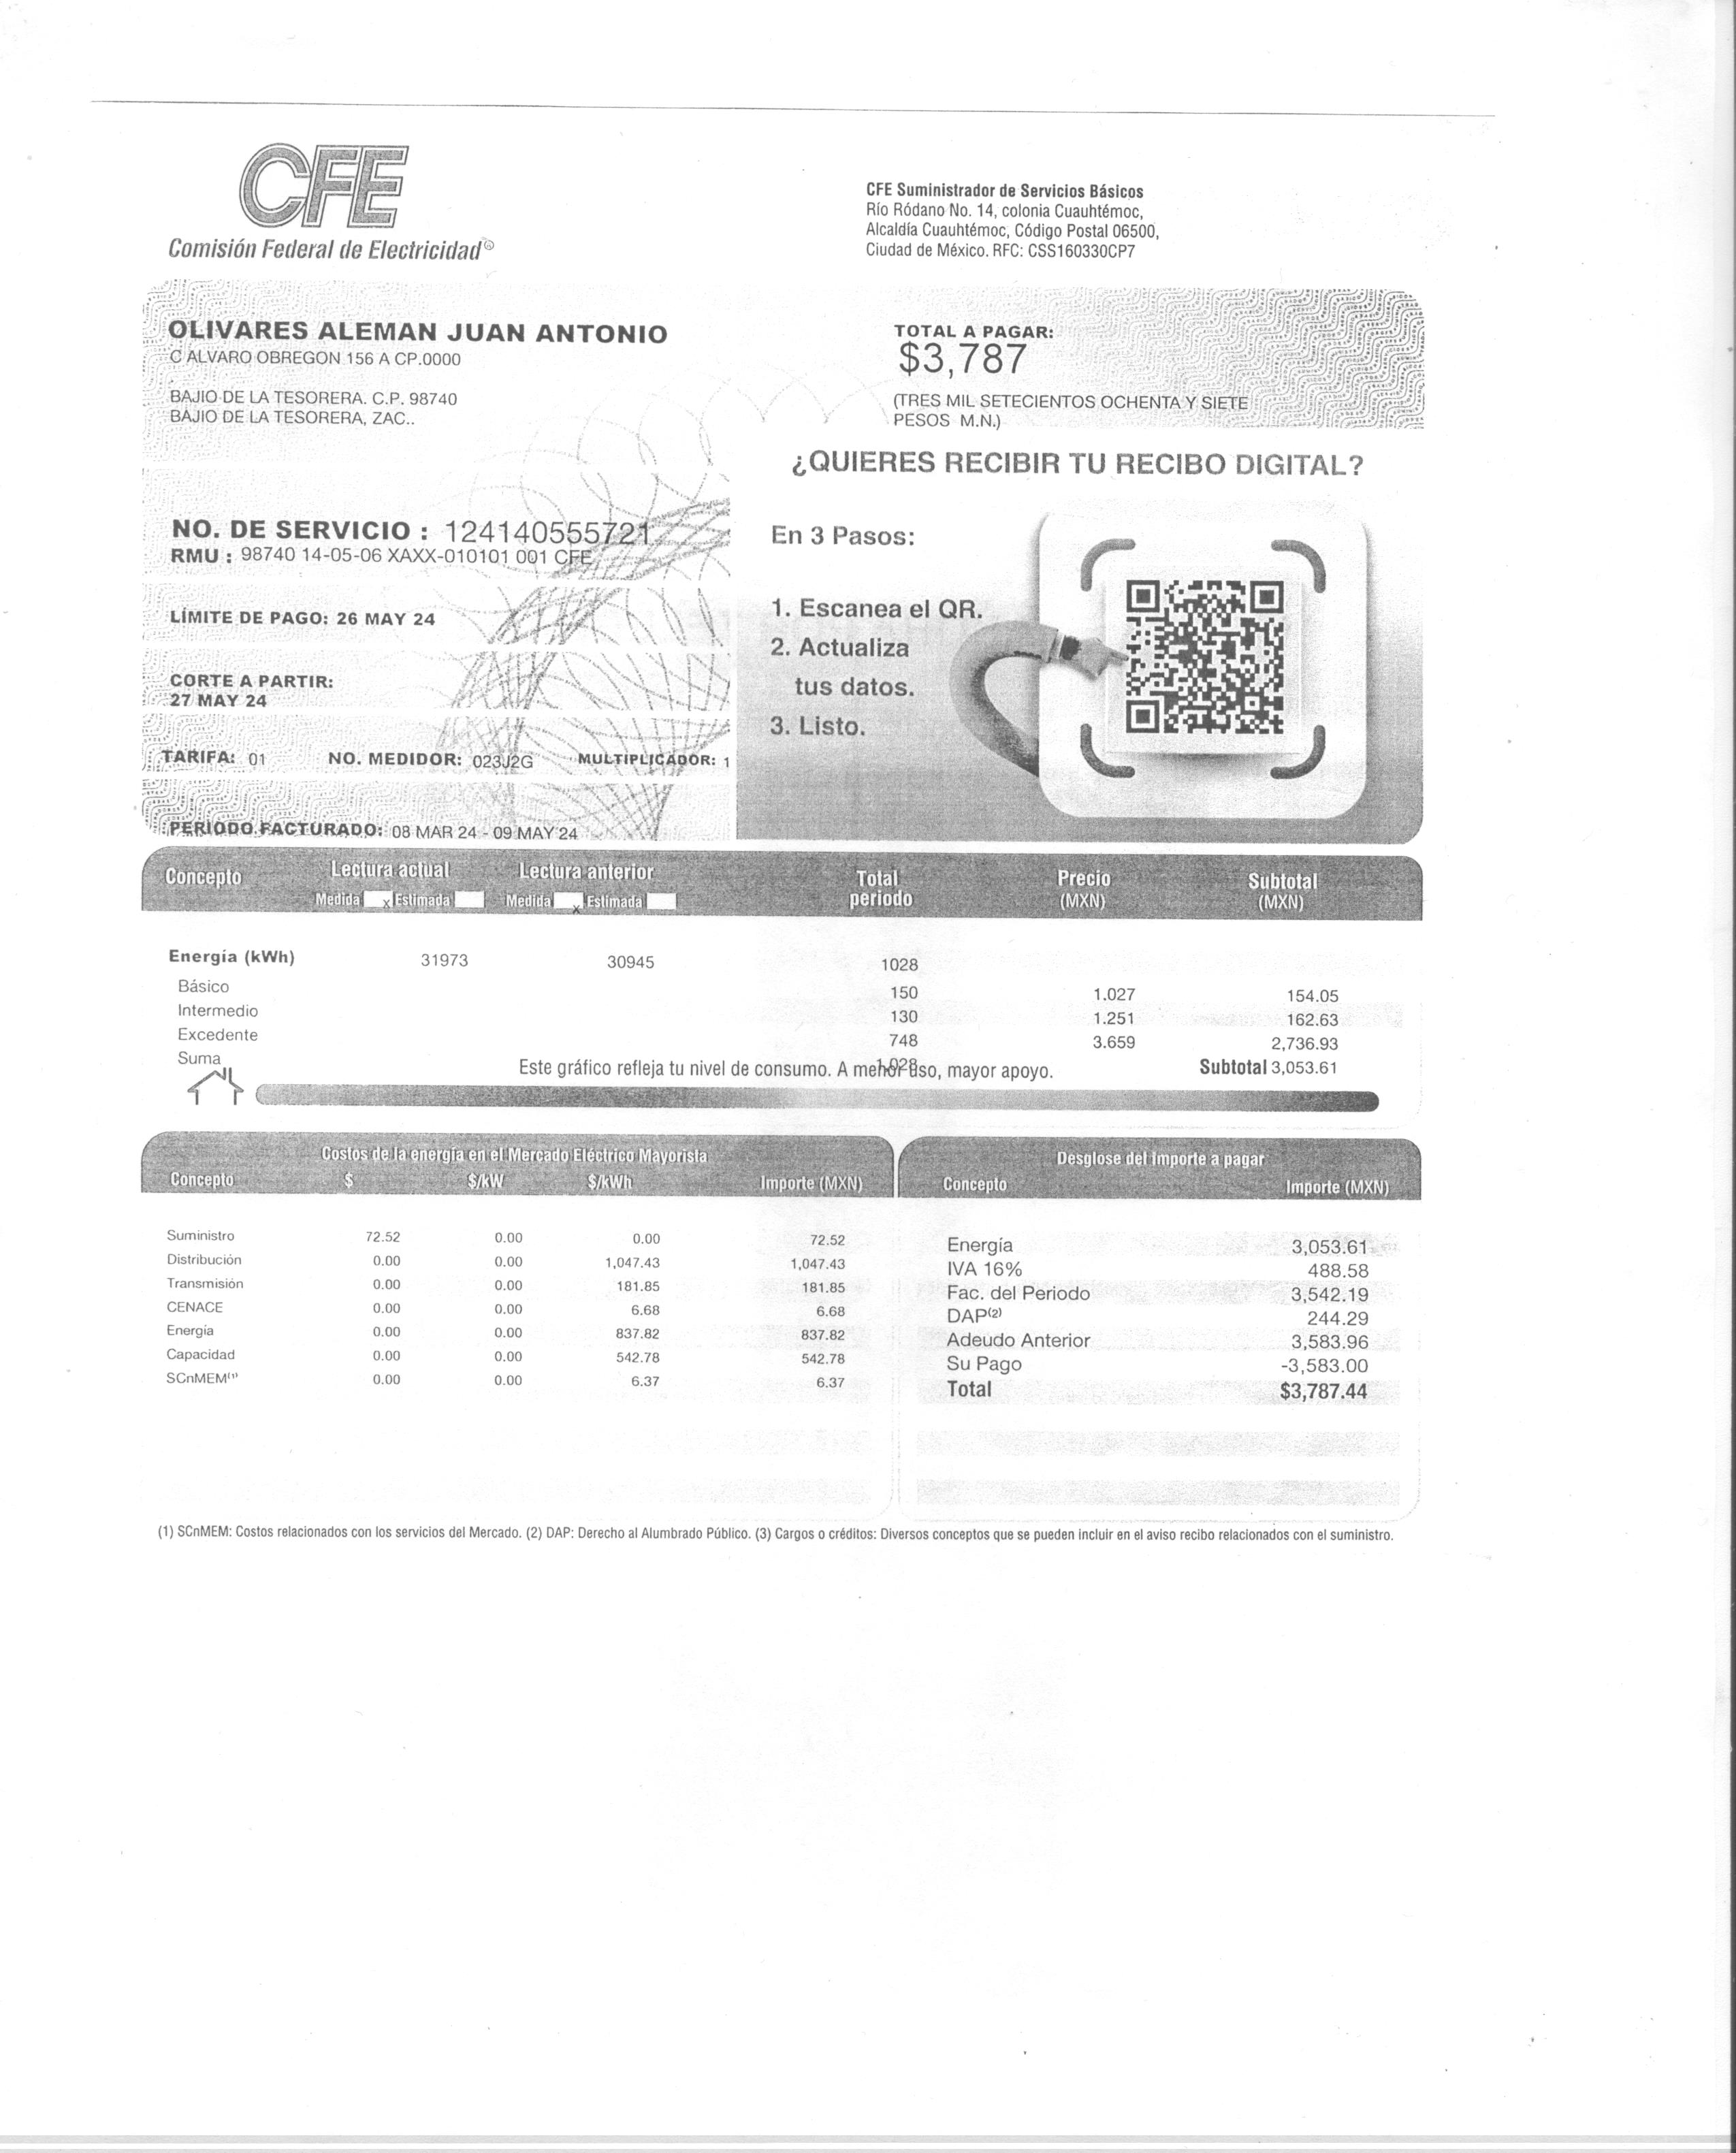 CFE
Comisión Federal de Electricidad®
CFE Suministrador de Servicios Básicos
Río Ródano No. 14, colonia Cuauhtémoc,
Alcaldía Cuauhtémoc, Código Postal 06500,
Ciudad de México. RFC: CSS160330CP7
OLIVARES ALEMAN JUAN ANTONIO
C ALVARO OBREGON 156 A CP.0000
BAJIO DE LA TESORERA. C.P. 98740
BAJIO DE LA TESORERA, ZAC..
TOTAL A PAGAR:
$3,787
(TRES MIL SETECIENTOS OCHENTA Y SIETE
PESOS M.N.)
NO. DE SERVICIO : 124140555721
RMU : 98740 14-05-06 XAXX-010101 001 CFE
LÍMITE DE PAGO: 26 MAY 24
CORTE A PARTIR:
27 MAY 24
TARIFA: 01 NO. MEDIDOR: 023J2G MULTIPLICADOR: 1
PERIODO FACTURADO: 08 MAR 24 - 09 MAY 24
¿QUIERES RECIBIR TU RECIBO DIGITAL?
En 3 Pasos:
1. Escanea el QR.
2. Actualiza
tus datos.
3. Listo.
Concepto Lectura actual Lectura anterior Total periodo Precio (MXN) Subtotal (MXN)
Medida x Estimada Medida x Estimada
Energía (kWh) 31973 30945 1028
Básico 150 1.027 154.05
Intermedio 130 1.251 162.63
Excedente 748 3.659 2,736.93
Suma 1,028 Subtotal 3,053.61
Este gráfico refleja tu nivel de consumo. A menor uso, mayor apoyo.
Costos de la energía en el Mercado Eléctrico Mayorista
Concepto $ $/kW $/kWh Importe (MXN)
Suministro 72.52 0.00 0.00 72.52
Distribución 0.00 0.00 1,047.43 1,047.43
Transmisión 0.00 0.00 181.85 181.85
CENACE 0.00 0.00 6.68 6.68
Energía 0.00 0.00 837.82 837.82
Capacidad 0.00 0.00 542.78 542.78
SCnMEM(1) 0.00 0.00 6.37 6.37
Desglose del importe a pagar
Concepto Importe (MXN)
Energía 3,053.61
IVA 16% 488.58
Fac. del Periodo 3,542.19
DAP(2) 244.29
Adeudo Anterior 3,583.96
Su Pago -3,583.00
Total $3,787.44
(1) SCnMEM: Costos relacionados con los servicios del Mercado. (2) DAP: Derecho al Alumbrado Público. (3) Cargos o créditos: Diversos conceptos que se pueden incluir en el aviso recibo relacionados con el suministro.